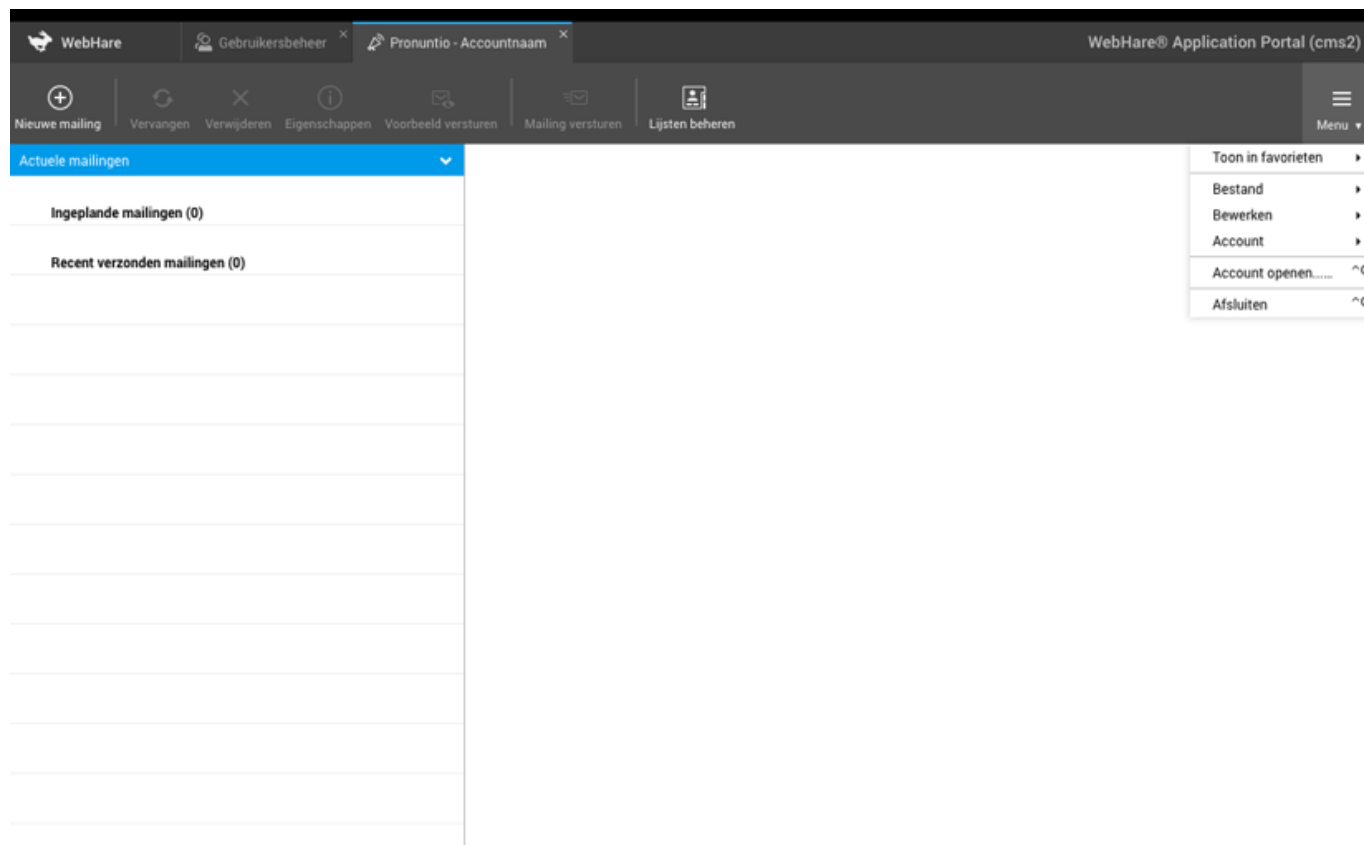 WebHare
Gebruikersbeheer
Pronuntio - Accountnaam
WebHare® Application Portal (cms2)
Nieuwe mailing
Vervangen
Verwijderen
Eigenschappen
Voorbeeld versturen
Mailing versturen
Lijsten beheren
Menu
Actuele mailingen
Toon in favorieten
Bestand
Ingeplande mailingen (0)
Bewerken
Account
Recent verzonden mailingen (0)
Account openen......
Afsluiten